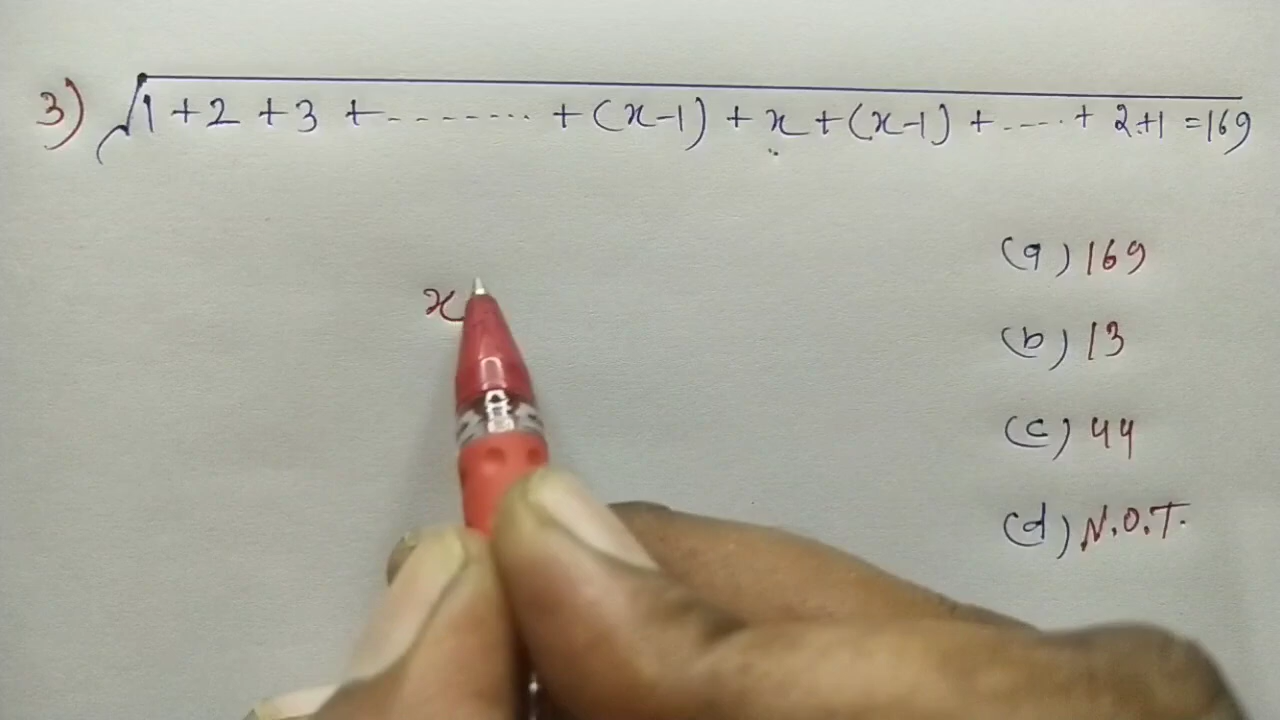 3) √1 + 2 + 3 + ........ + (x-1) + x + (x-1) + ..... + 2 + 1 = 169
x
(a) 169
(b) 13
(c) 44
(d) N.O.T.